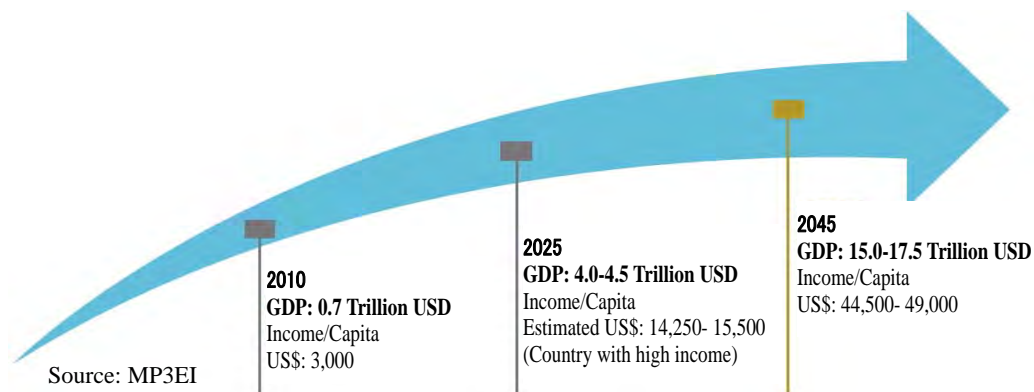 2010
GDP: 0.7 Trillion USD
Income/Capita
US$: 3,000
2025
GDP: 4.0-4.5 Trillion USD
Income/Capita
Estimated US$: 14,250- 15,500
(Country with high income)
2045
GDP: 15.0-17.5 Trillion USD
Income/Capita
US$: 44,500- 49,000
Source: MP3EI